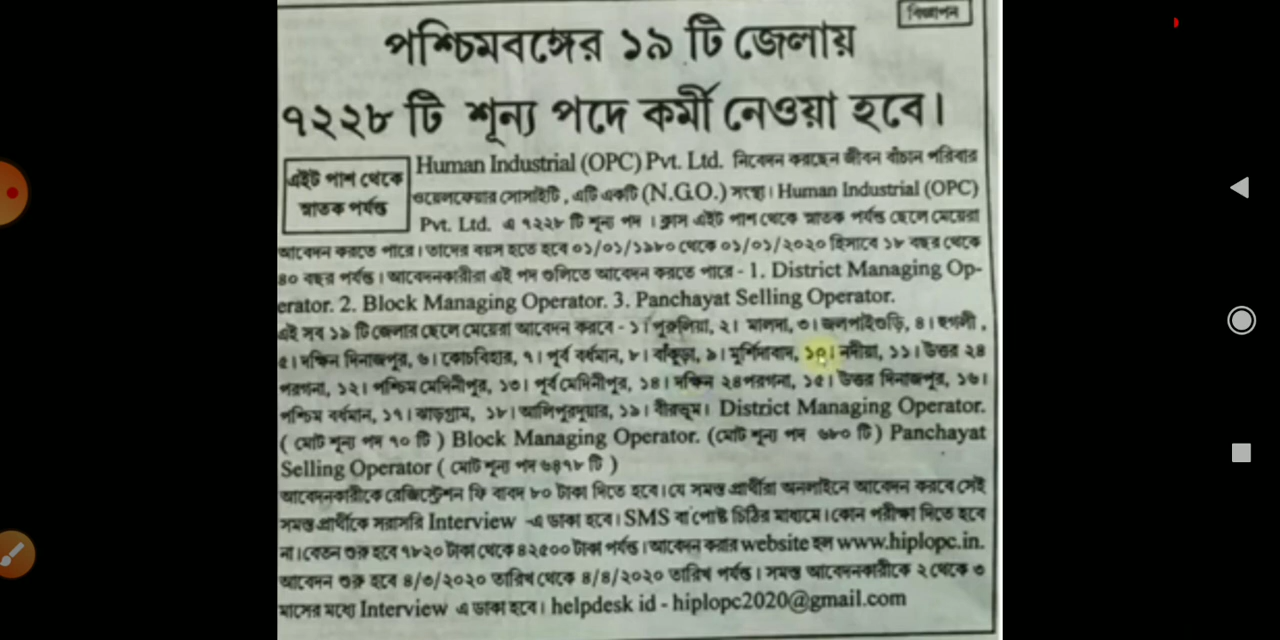 বিজ্ঞাপন
পশ্চিমবঙ্গের ১৯ টি জেলায়
৭২২৮ টি শূন্য পদে কর্মী নেওয়া হবে।
এইট পাশ থেকে
স্নাতক পর্যন্ত
Human Industrial (OPC) Pvt. Ltd. নিবেদন করছেন জীবন বাঁচান পরিবার
ওয়েলফেয়ার সোসাইটি, এটি একটি (N.G.O.) সংস্থা। Human Industrial (OPC)
Pvt. Ltd. এ ৭২২৮ টি শূন্য পদ। ক্লাস এইট পাশ থেকে স্নাতক পর্যন্ত ছেলে মেয়েরা
আবেদন করতে পারে। তাদের বয়স হতে হবে ০১/০১/১৯৮০ থেকে ০১/০১/২০২০ হিসাবে ১৮ বছর থেকে
৪০ বছর পর্যন্ত। আবেদনকারীরা এই পদ গুলিতে আবেদন করতে পারে - 1. District Managing Op-
erator. 2. Block Managing Operator. 3. Panchayat Selling Operator.
এই সব ১৯ টি জেলার ছেলে মেয়েরা আবেদন করবে - ১। পুরুলিয়া, ২। মালদা, ৩। জলপাইগুড়ি, ৪। হুগলী,
৫। দক্ষিন দিনাজপুর, ৬। কোচবিহার, ৭। পূর্ব বর্ধমান, ৮। বাঁকুড়া, ৯। মুর্শিদাবাদ, ১০। নদীয়া, ১১। উত্তর ২৪
পরগনা, ১২। পশ্চিম মেদিনীপুর, ১৩। পূর্ব মেদিনীপুর, ১৪। দক্ষিন ২৪পরগনা, ১৫। উত্তর দিনাজপুর, ১৬।
পশ্চিম বর্ধমান, ১৭। ঝাড়গ্রাম, ১৮। আলিপুরদুয়ার, ১৯। বীরভূম। District Managing Operator.
( মোট শূন্য পদ ৭০ টি ) Block Managing Operator. (মোট শূন্য পদ ৬৮০ টি) Panchayat
Selling Operator ( মোট শূন্য পদ ৬৪৭৮ টি )
আবেদনকারীকে রেজিস্ট্রেশন ফি বাবদ ৮০ টাকা দিতে হবে। যে সমস্ত প্রার্থীরা অনলাইনে আবেদন করবে সেই
সমস্ত প্রার্থীকে সরাসরি Interview -এ ডাকা হবে। SMS বা পোষ্ট চিঠির মাধ্যমে। কোন পরীক্ষা দিতে হবে
না। বেতন শুরু হবে ৭৮২০ টাকা থেকে ৪২৫০০ টাকা পর্যন্ত। আবেদন করার website হল www.hiplopc.in.
আবেদন শুরু হবে ৪/৩/২০২০ তারিখ থেকে ৪/৪/২০২০ তারিখ পর্যন্ত। সমস্ত আবেদনকারীকে ২ থেকে ৩
মাসের মধ্যে Interview এ ডাকা হবে। helpdesk id - hiplopc2020@gmail.com